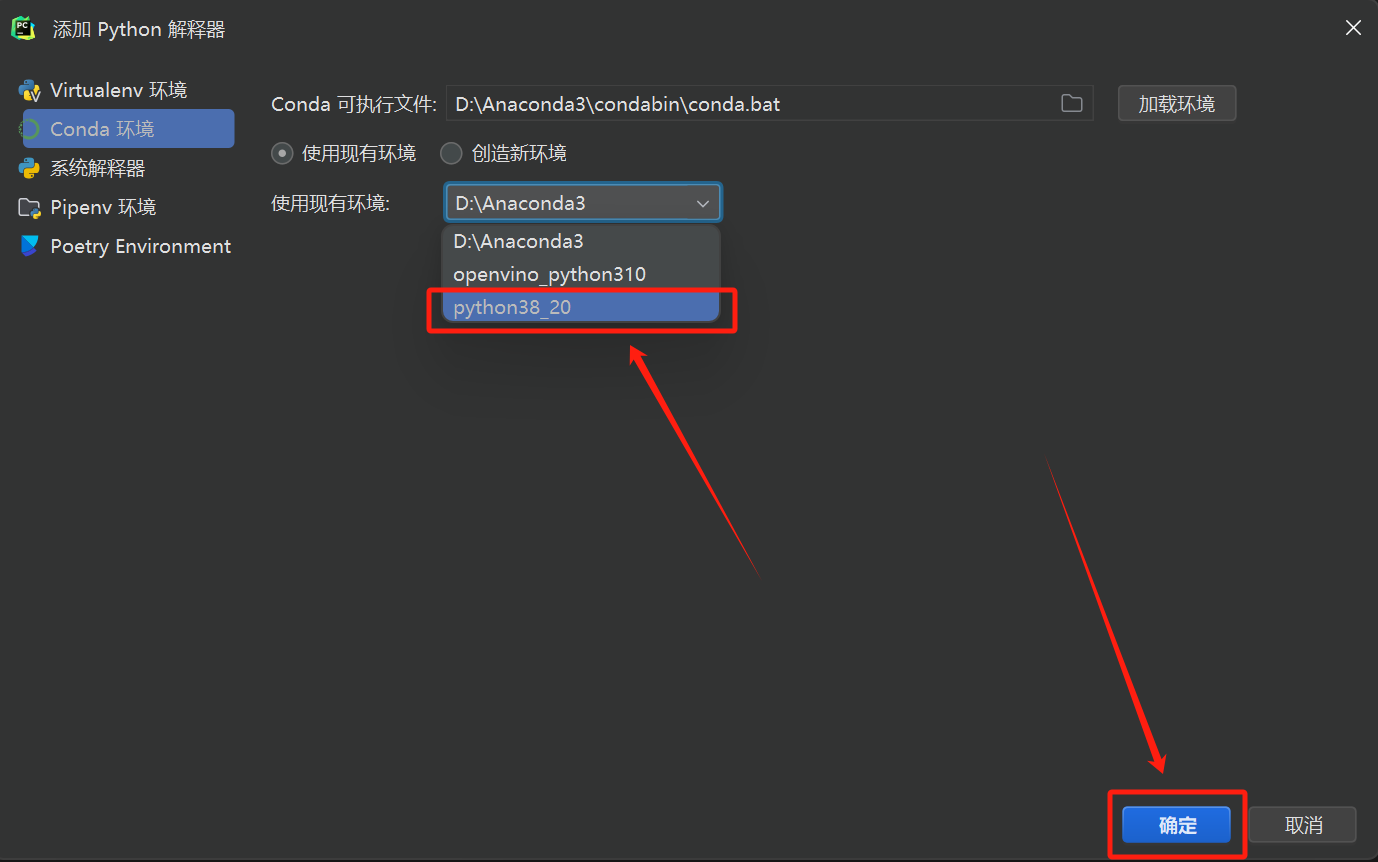 添加 Python 解释器
Virtualenv 环境
Conda 环境
系统解释器
Pipenv 环境
Poetry Environment
Conda 可执行文件: D:\Anaconda3\condabin\conda.bat 加载环境
使用现有环境 创造新环境
使用现有环境: D:\Anaconda3
D:\Anaconda3
openvino_python310
python38_20
确定 取消